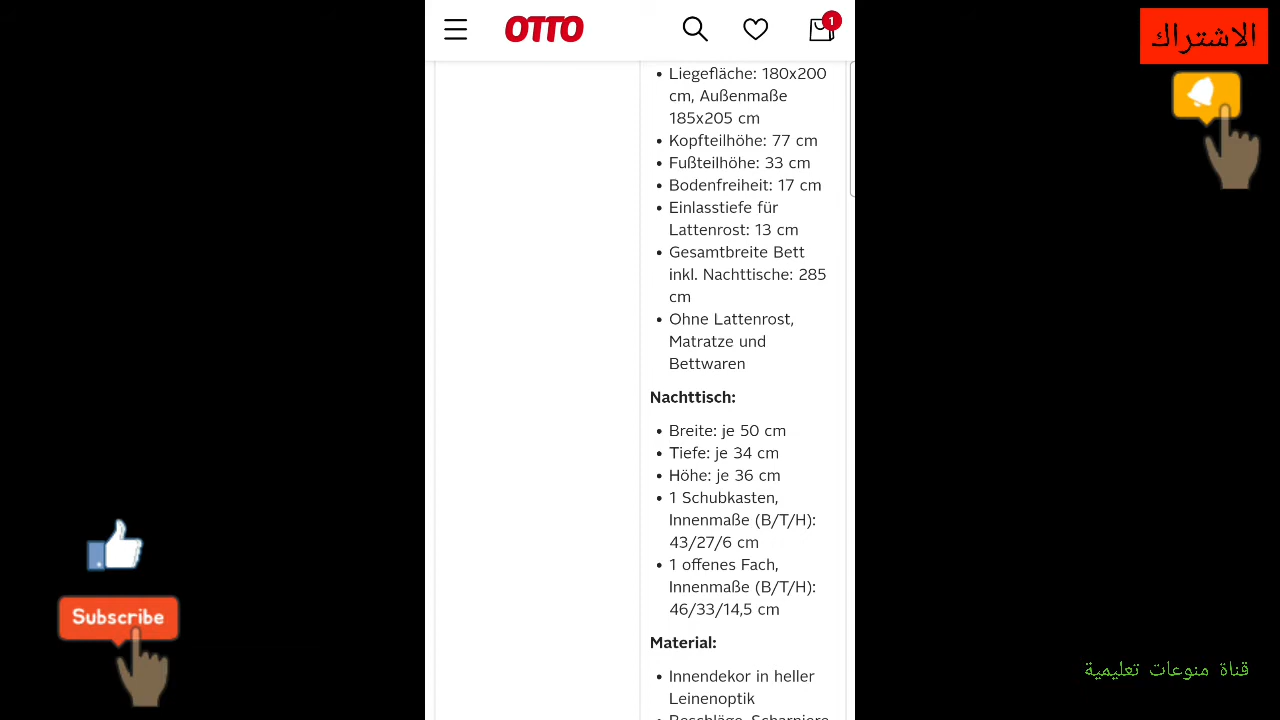 OTTO
1
الاشتراك
Liegefläche: 180x200
cm, Außenmaße
185x205 cm
Kopfteilhöhe: 77 cm
Fußteilhöhe: 33 cm
Bodenfreiheit: 17 cm
Einlasstiefe für
Lattenrost: 13 cm
Gesamtbreite Bett
inkl. Nachttische: 285
cm
Ohne Lattenrost,
Matratze und
Bettwaren
Nachttisch:
Breite: je 50 cm
Tiefe: je 34 cm
Höhe: je 36 cm
1 Schubkasten,
Innenmaße (B/T/H):
43/27/6 cm
1 offenes Fach,
Innenmaße (B/T/H):
46/33/14,5 cm
Material:
Innendekor in heller
Leinenoptik
Beschläge, Scharniere
Subscribe
قناة منوعات تعليمية